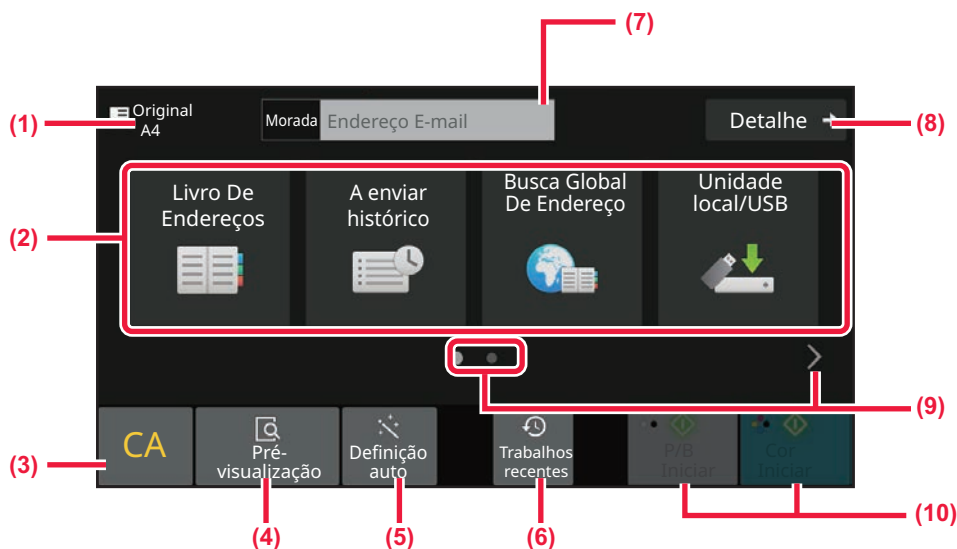 (7)
(1)
Original
A4
Morada
Endereço E-mail
Detalhe
(8)
(2)
Livro De
Endereços
A enviar
histórico
Busca Global
De Endereço
Unidade
local/USB
(9)
(3)
CA
Pré-
visualização
Definição
auto
Trabalhos
recentes
P/B
Iniciar
Cor
Iniciar
(10)
(4)
(5)
(6)